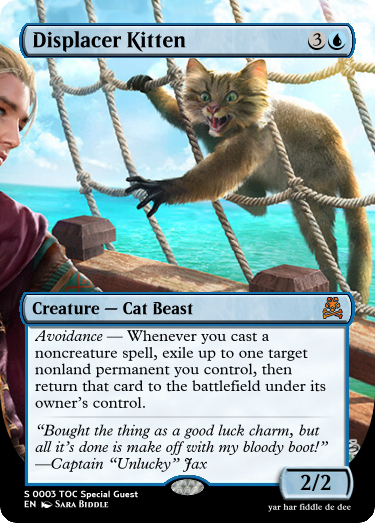 Displacer Kitten 3
Creature — Cat Beast
Avoidance — Whenever you cast a
noncreature spell, exile up to one target
nonland permanent you control, then
return that card to the battlefield under its
owner's control.
“Bought the thing as a good luck charm, but
all it's done is make off with my bloody boot!”
—Captain “Unlucky” Jax
2/2
S 0003 TOC Special Guest
EN SARA BIDDLE
yar har fiddle de dee